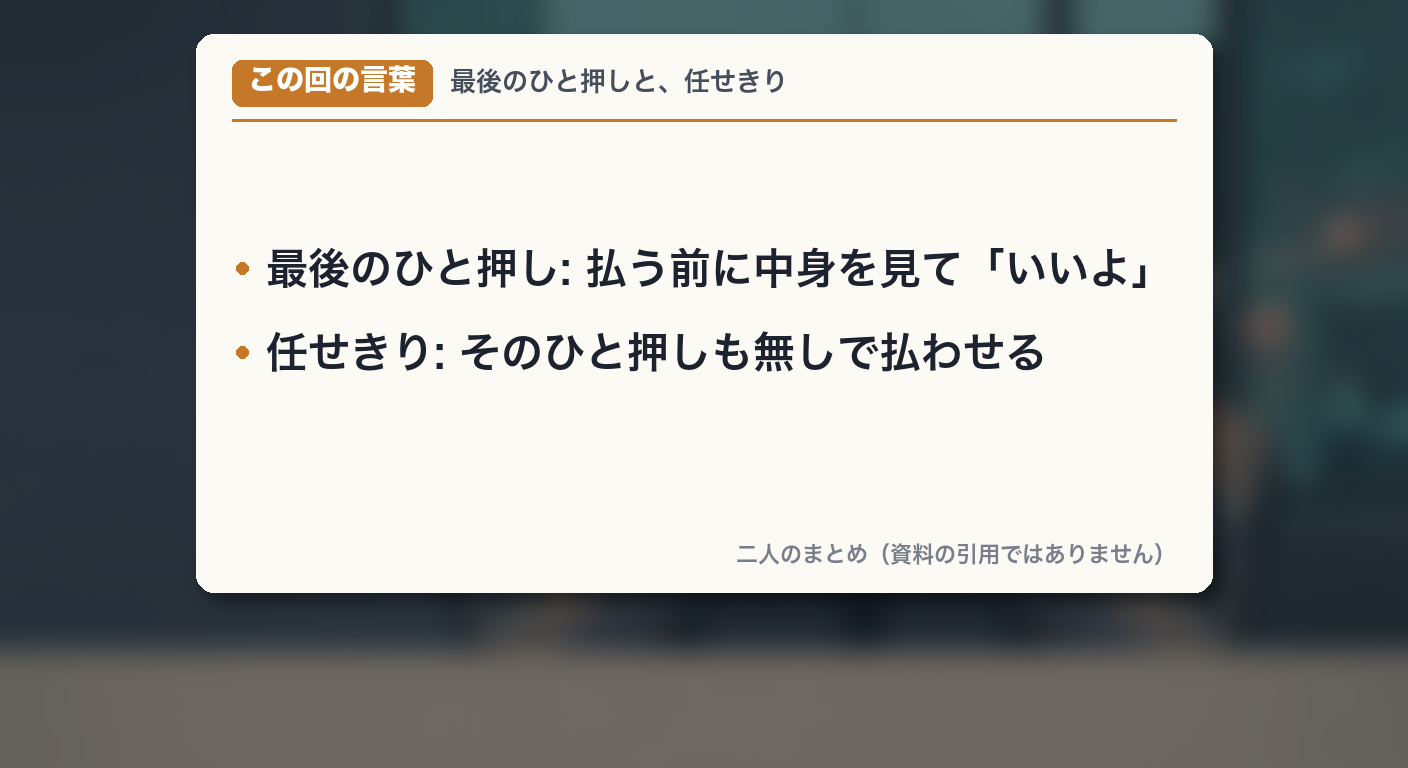 この回の言葉
最後のひと押しと、任せきり
• 最後のひと押し: 払う前に中身を見て「いいよ」
• 任せきり: そのひと押しも無しで払わせる
二人のまとめ（資料の引用ではありません）